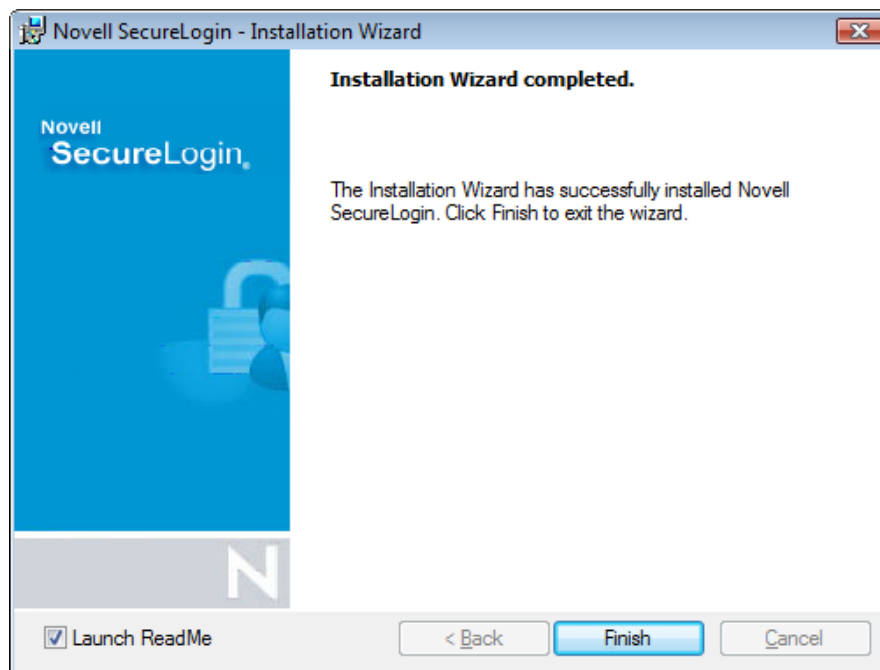 Novell SecureLogin - Installation Wizard
Installation Wizard completed.
Novell
SecureLogin®
The Installation Wizard has successfully installed Novell
SecureLogin. Click Finish to exit the wizard.
N
Launch ReadMe
< Back
Finish
Cancel